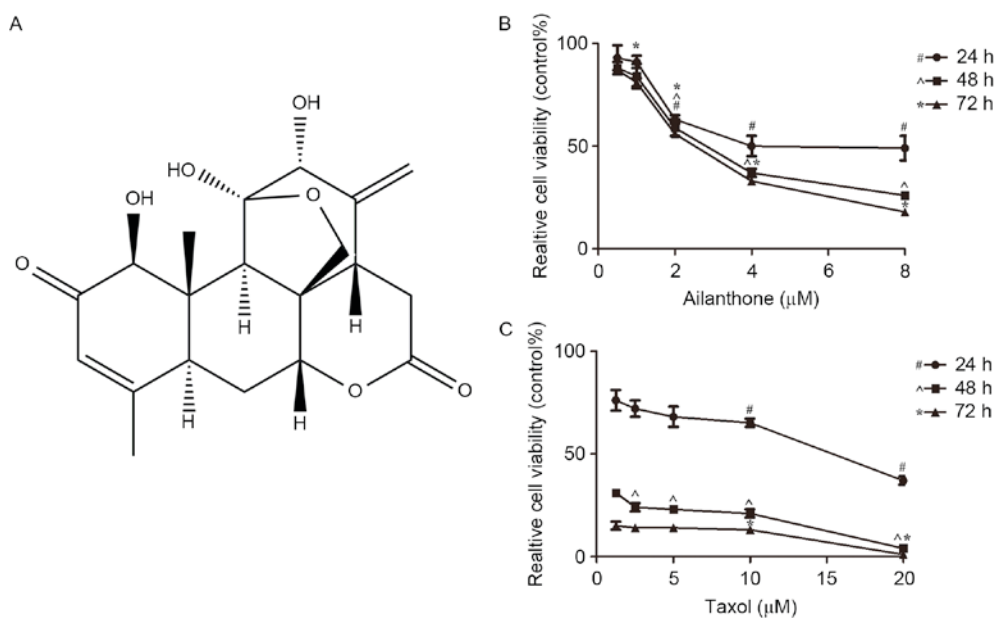 A
OH
HO
OH
O
O
H
H
O
O
H
H
B
Realtive cell viability (control%)
100
50
0
*
*
^
#
#
^*
#
^
*
# 24 h
^ 48 h
* 72 h
0 2 4 6 8
Ailanthone (μM)
C
Realtive cell viability (control%)
100
50
0
#
#
^
^
^
*
^*
# 24 h
^ 48 h
* 72 h
0 5 10 15 20
Taxol (μM)